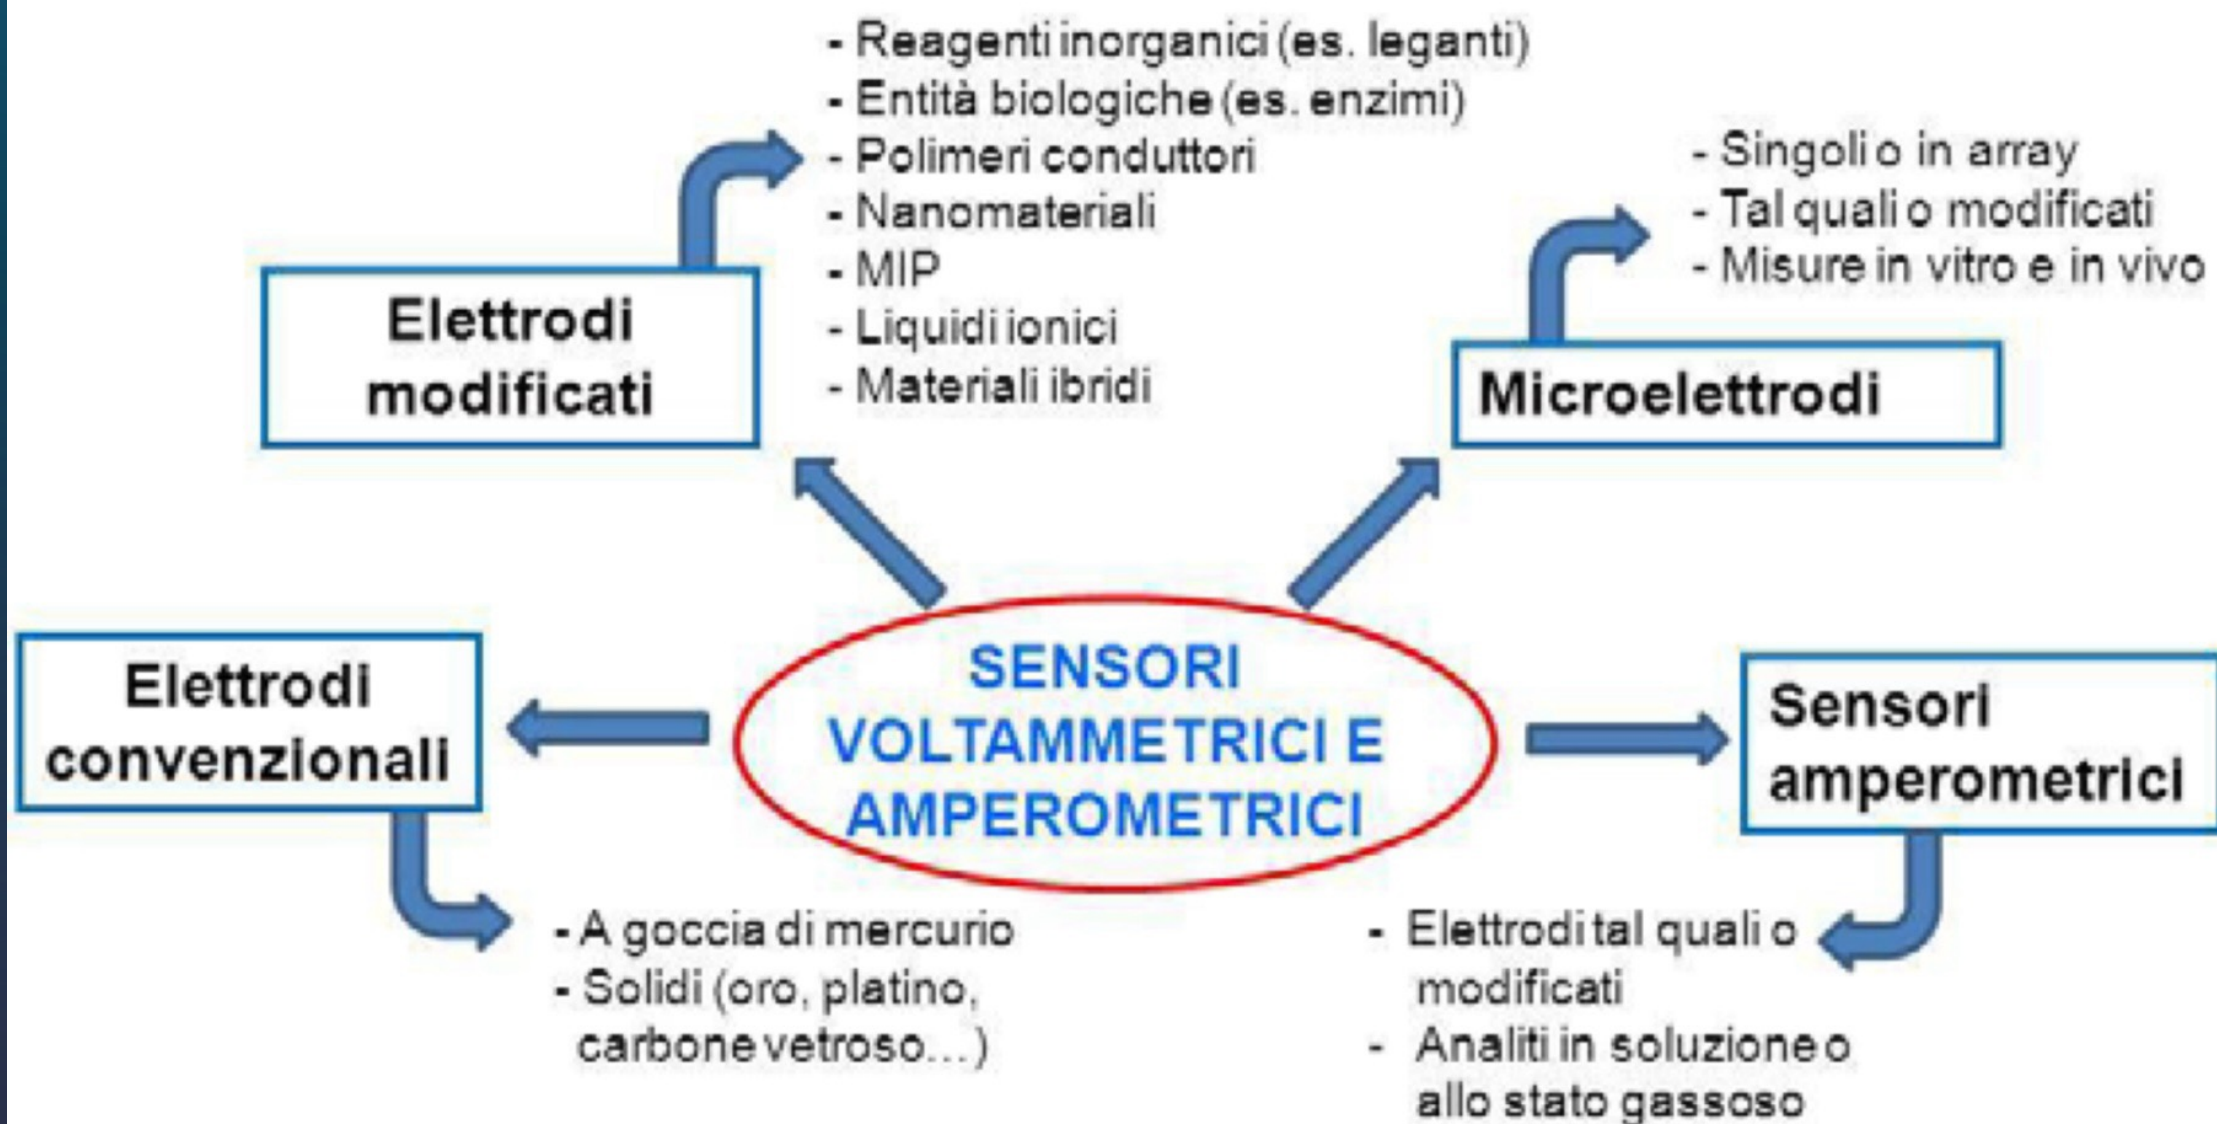 - Reagenti inorganici (es. leganti)
- Entità biologiche (es. enzimi)
- Polimeri conduttori
- Nanomateriali
- MIP
- Liquidi ionici
- Materiali ibridi
Elettrodi
modificati
- Singoli o in array
- Tal quali o modificati
- Misure in vitro e in vivo
Microelettrodi
SENSORI
VOLTAMMETRICI E
AMPEROMETRICI
Elettrodi
convenzionali
- A goccia di mercurio
- Solidi (oro, platino,
carbone vetroso...)
Sensori
amperometrici
- Elettrodi tal quali o
modificati
- Analiti in soluzione o
allo stato gassoso